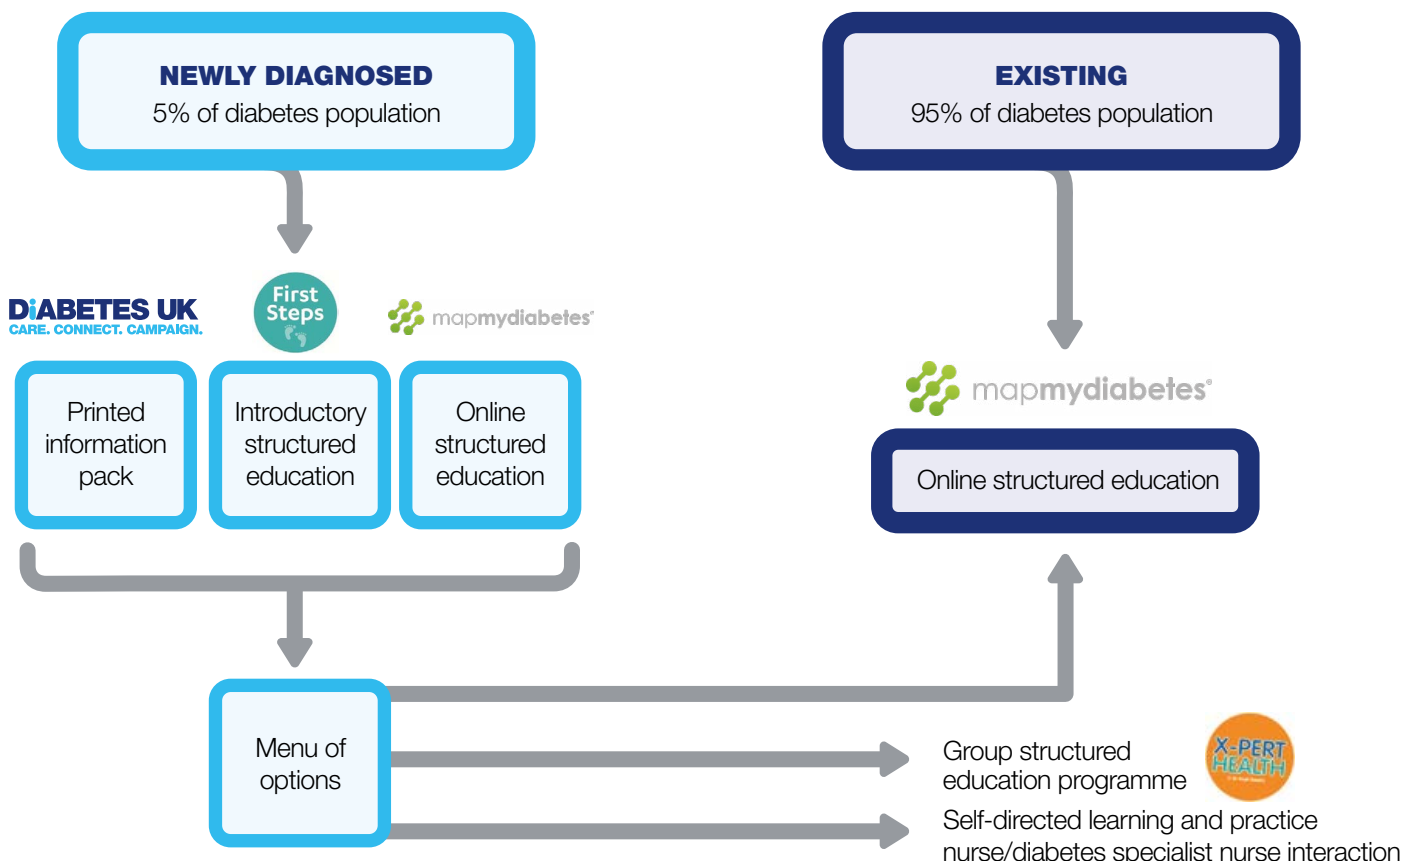 NEWLY DIAGNOSED
5% of diabetes population
EXISTING
95% of diabetes population
DiABETES UK
CARE. CONNECT. CAMPAIGN.
First
Steps
mapmydiabetes®
Printed
information
pack
Introductory
structured
education
Online
structured
education
mapmydiabetes®
Online structured education
Menu of
options
Group structured
education programme
X-PERT
HEALTH
Self-directed learning and practice
nurse/diabetes specialist nurse interaction